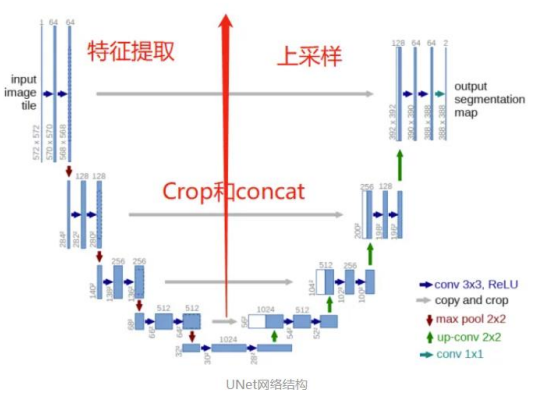 1 64 64
特征提取
上采样
128 64 64 2
input
image
tile
572 x 572
570 x 570
568 x 568
392 x 392
390 x 390
388 x 388
388 x 388
output
segmentation
map
128 128
Crop和concat
256 128
284²
282²
280²
200²
198²
196²
256 256
512 256
140²
138²
136²
104²
102²
100²
512 512
1024 512
68²
66²
64²
56²
54²
52²
1024
32²
30²
28²
conv 3x3, ReLU
copy and crop
max pool 2x2
up-conv 2x2
conv 1x1
UNet网络结构